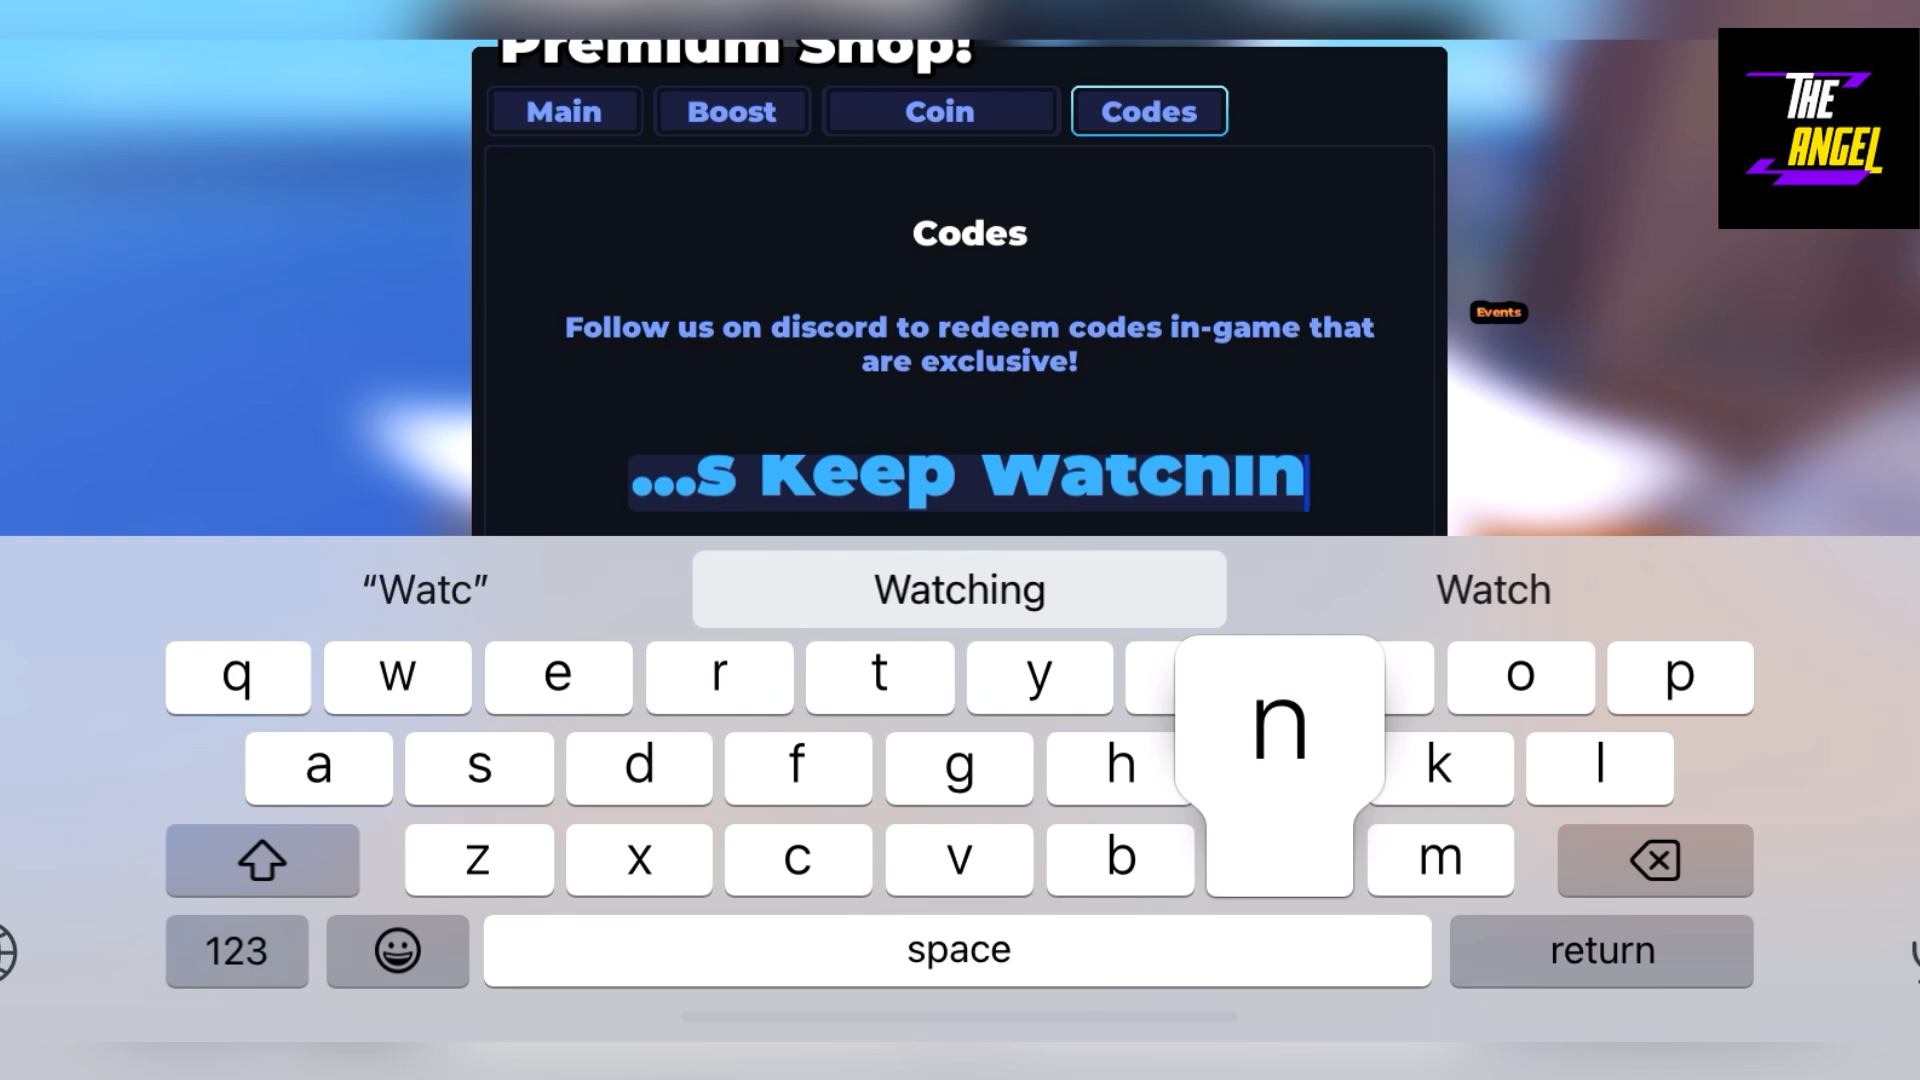 Premium Shop!
Main Boost Coin Codes
THE
ANGEL
Codes
Events
Follow us on discord to redeem codes in-game that
are exclusive!
...s Keep Watchin
“Watc” Watching Watch
q w e r t y n o p
a s d f g h k l
z x c v b m
123 space return